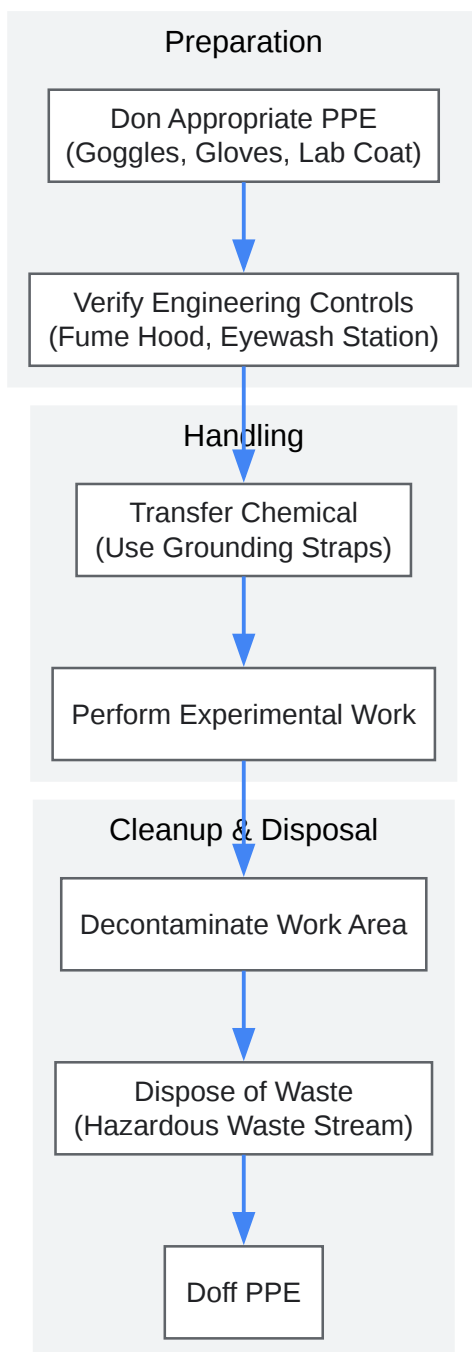 Preparation
Don Appropriate PPE
(Goggles, Gloves, Lab Coat)
Verify Engineering Controls
(Fume Hood, Eyewash Station)
Handling
Transfer Chemical
(Use Grounding Straps)
Perform Experimental Work
Cleanup & Disposal
Decontaminate Work Area
Dispose of Waste
(Hazardous Waste Stream)
Doff PPE